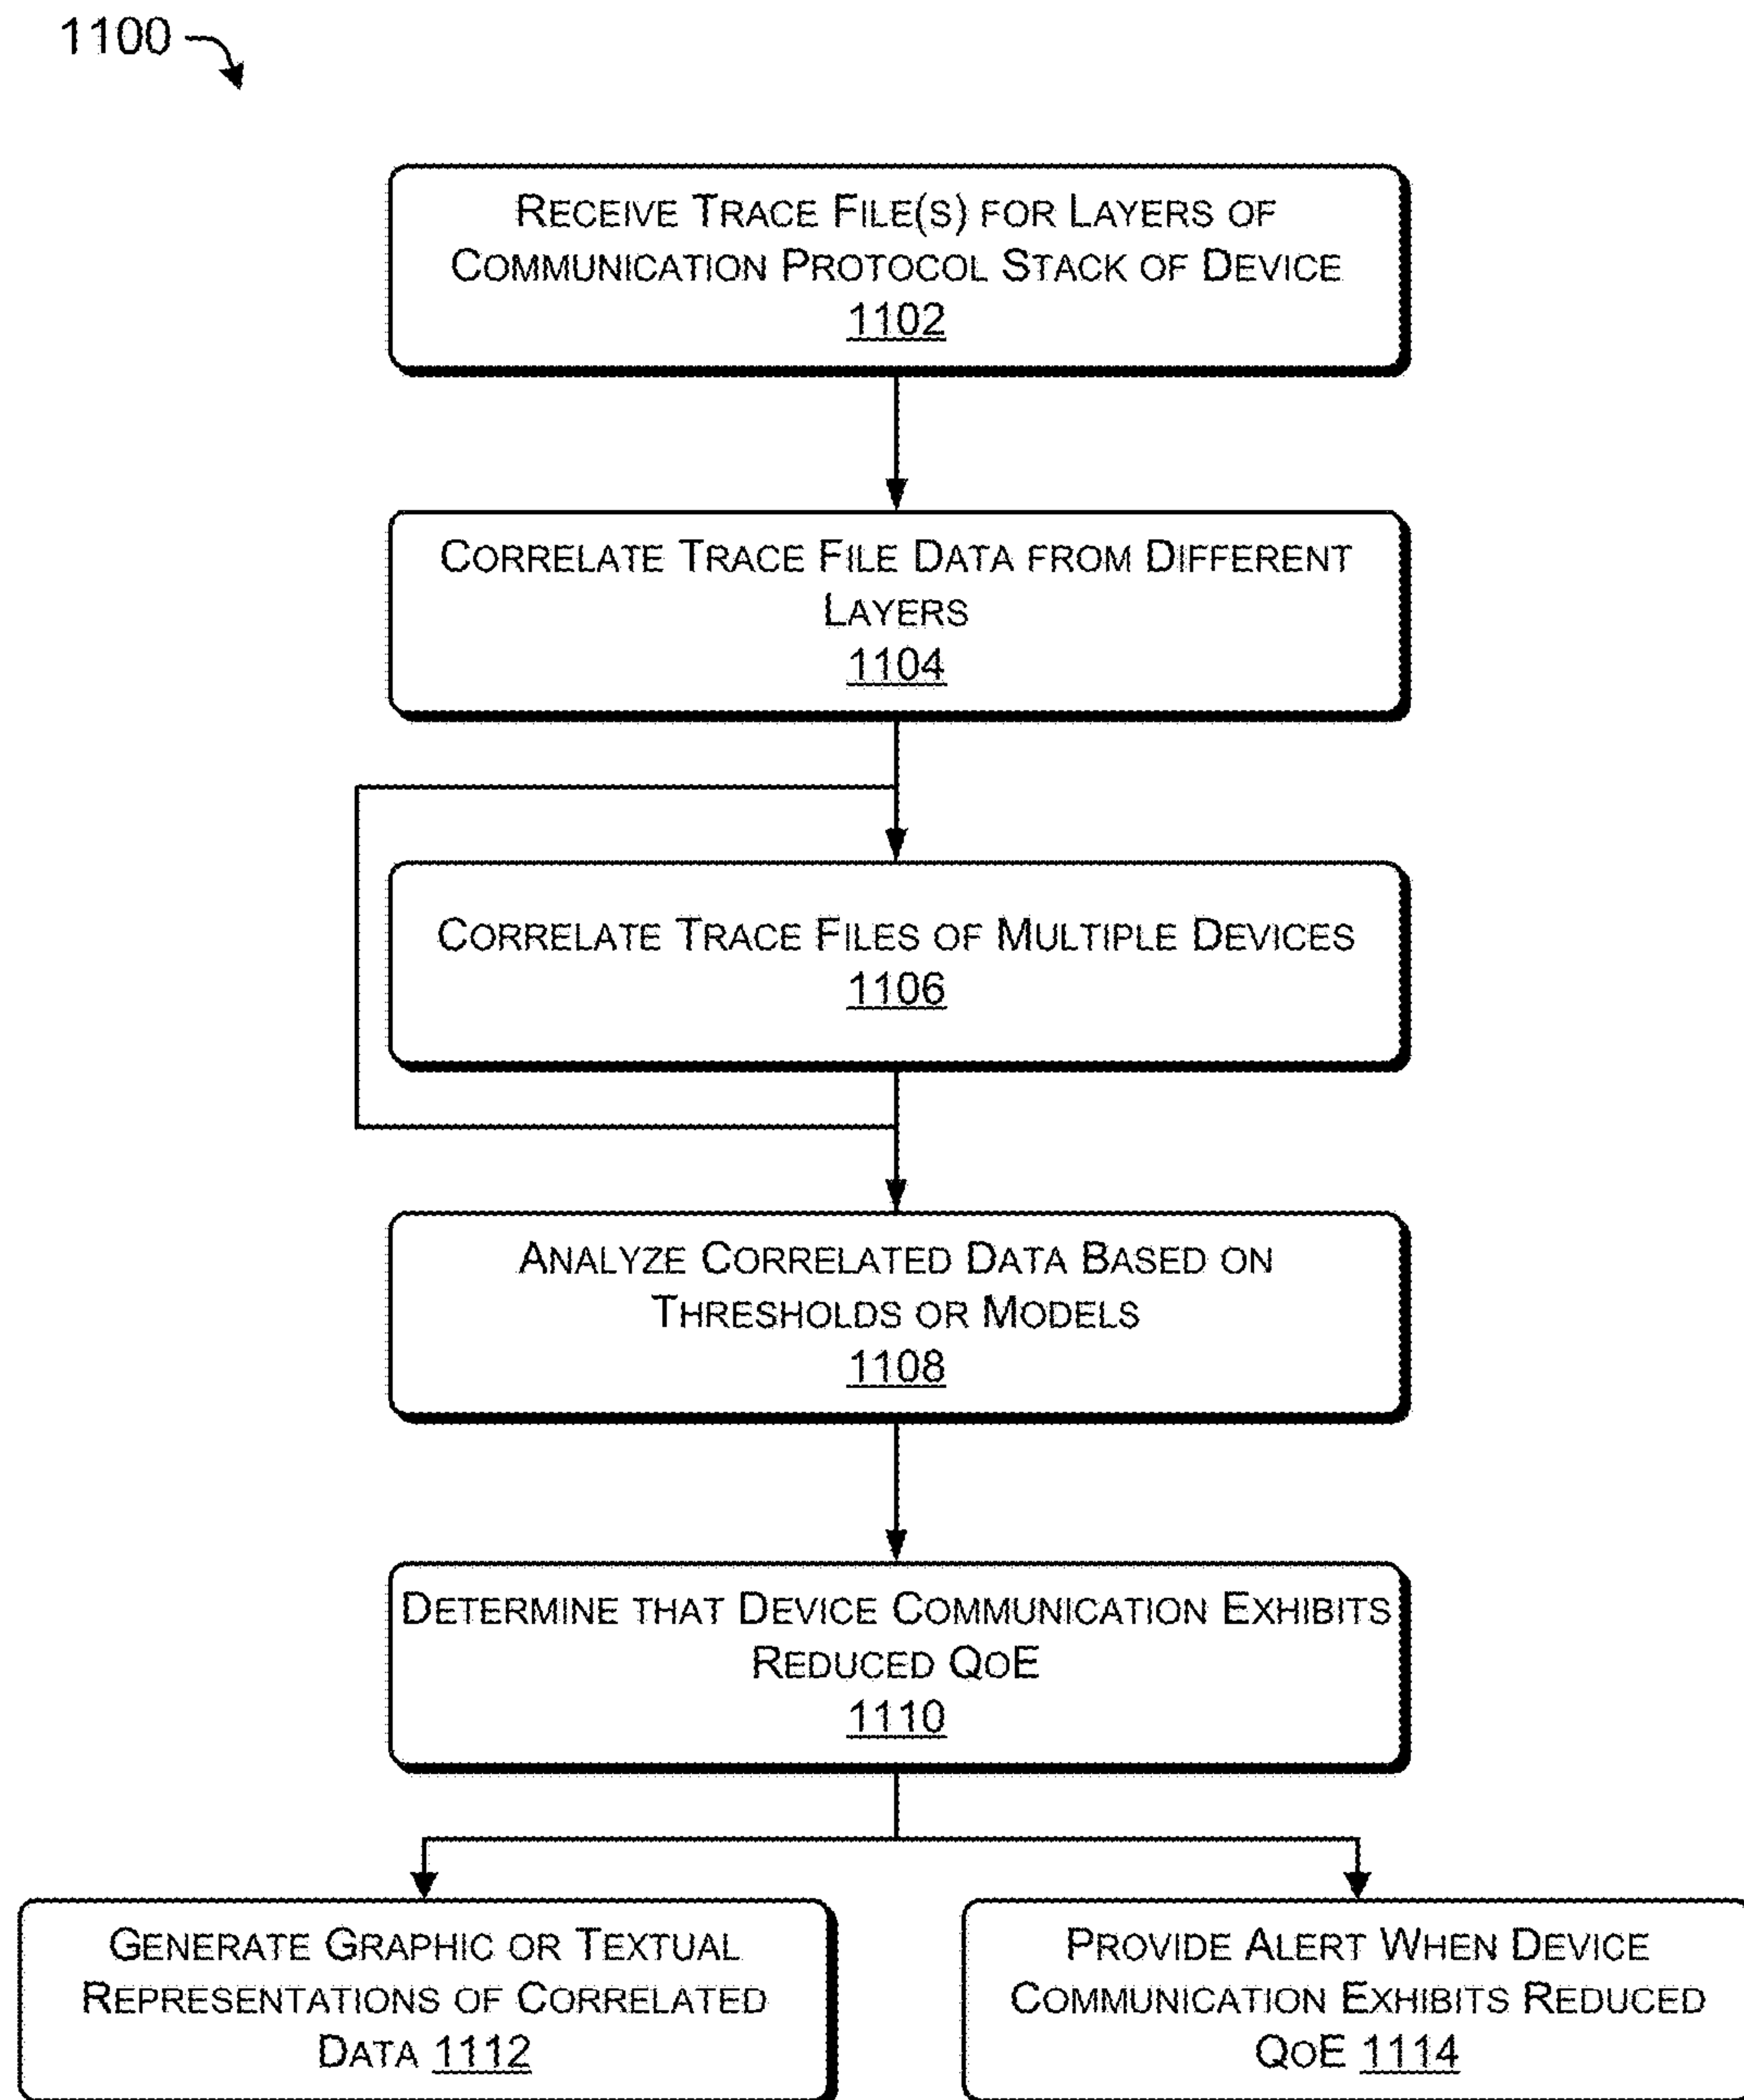 1100
RECEIVE TRACE FILE(S) FOR LAYERS OF
COMMUNICATION PROTOCOL STACK OF DEVICE
1102
CORRELATE TRACE FILE DATA FROM DIFFERENT
LAYERS
1104
CORRELATE TRACE FILES OF MULTIPLE DEVICES
1106
ANALYZE CORRELATED DATA BASED ON
THRESHOLDS OR MODELS
1108
DETERMINE THAT DEVICE COMMUNICATION EXHIBITS
REDUCED QOE
1110
GENERATE GRAPHIC OR TEXTUAL
REPRESENTATIONS OF CORRELATED
DATA 1112
PROVIDE ALERT WHEN DEVICE
COMMUNICATION EXHIBITS REDUCED
QOE 1114